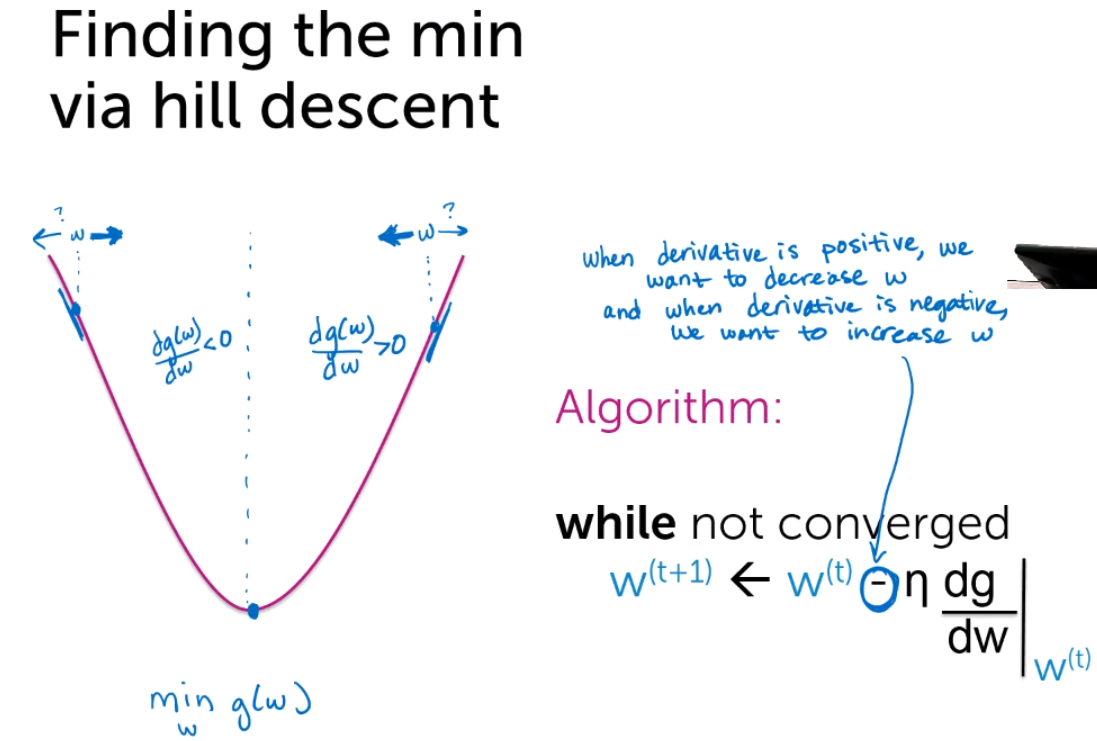 Finding the min
via hill descent
? ?
← w → ← w →
dg(w)/dw <0
dg(w)/dw >0
min g(w)
w
when derivative is positive, we
want to decrease w
and when derivative is negative,
we want to increase w
Algorithm:
while not converged
w(t+1) ← w(t) - η dg/dw | w(t)